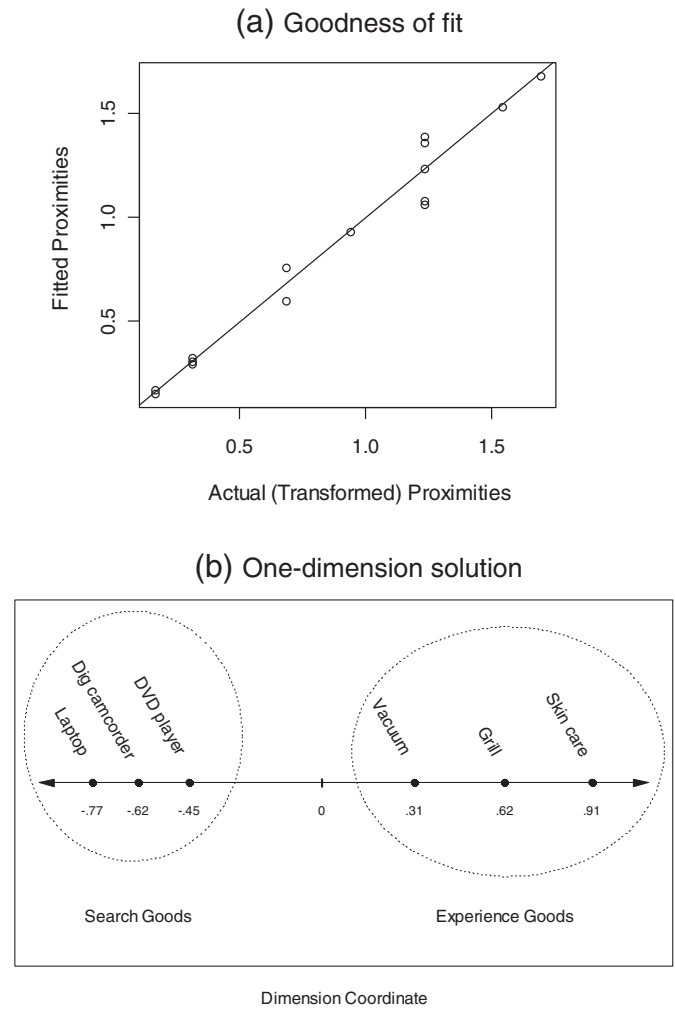 (a) Goodness of fit
Fitted Proximities
1.5
1.0
0.5
0.5 1.0 1.5
Actual (Transformed) Proximities
(b) One-dimension solution
Laptop
Dig camcorder
DVD player
Vacuum
Grill
Skin care
-.77 -.62 -.45 0 .31 .62 .91
Search Goods Experience Goods
Dimension Coordinate